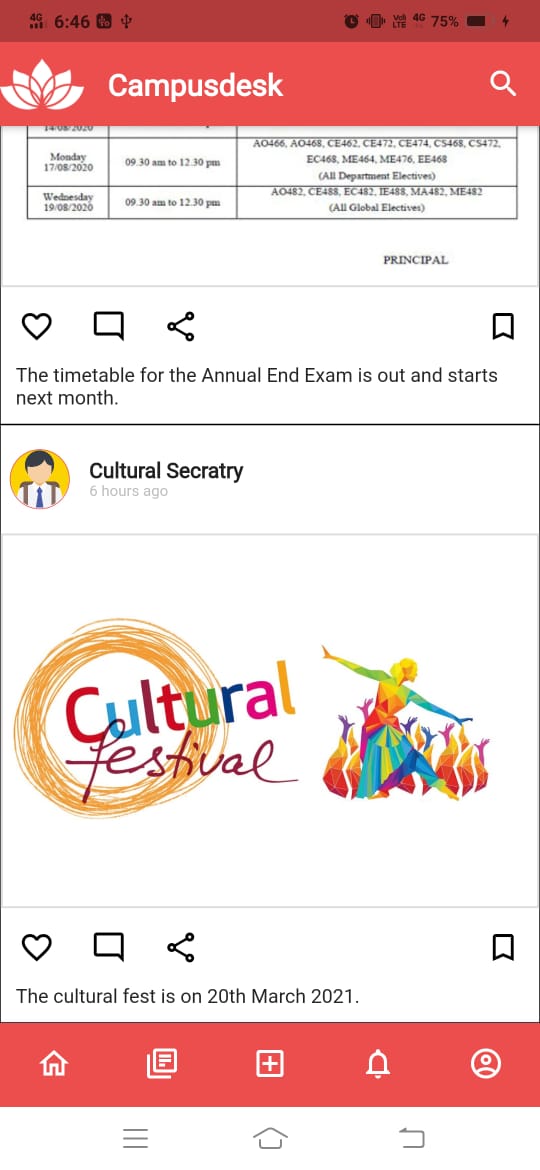 4G 6:46 Vo) LTE 4G 75%
Campusdesk
14/08/2020
AO466, AO468, CE462, CE472, CE474, CS468, CS472,
Monday 09.30 am to 12.30 pm EC468, ME464, ME476, EE468
17/08/2020
(All Department Electives)
Wednesday 09.30 am to 12.30 pm AO482, CE488, EC482, IE488, MA482, ME482
19/08/2020 (All Global Electives)
PRINCIPAL
The timetable for the Annual End Exam is out and starts
next month.
Cultural Secratry
6 hours ago
Cultural
festival
The cultural fest is on 20th March 2021.